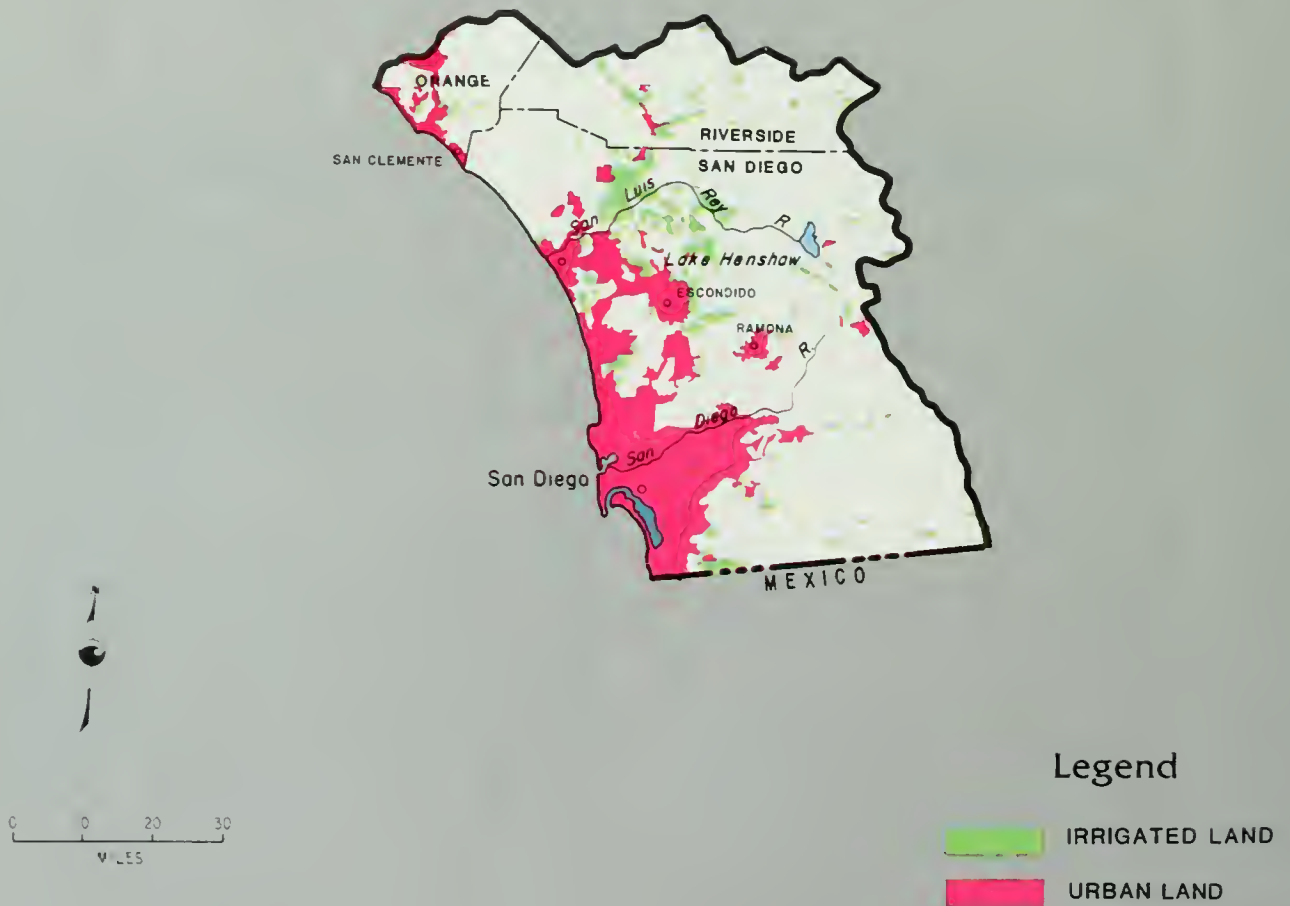 ORANGE
RIVERSIDE
SAN CLEMENTE
SAN DIEGO
San Luis Rey R
Lake Henshaw
ESCONDIDO
RAMONA
R.
San Diego
San Diego
MEXICO
0 20 30
Legend
IRRIGATED LAND
URBAN LAND